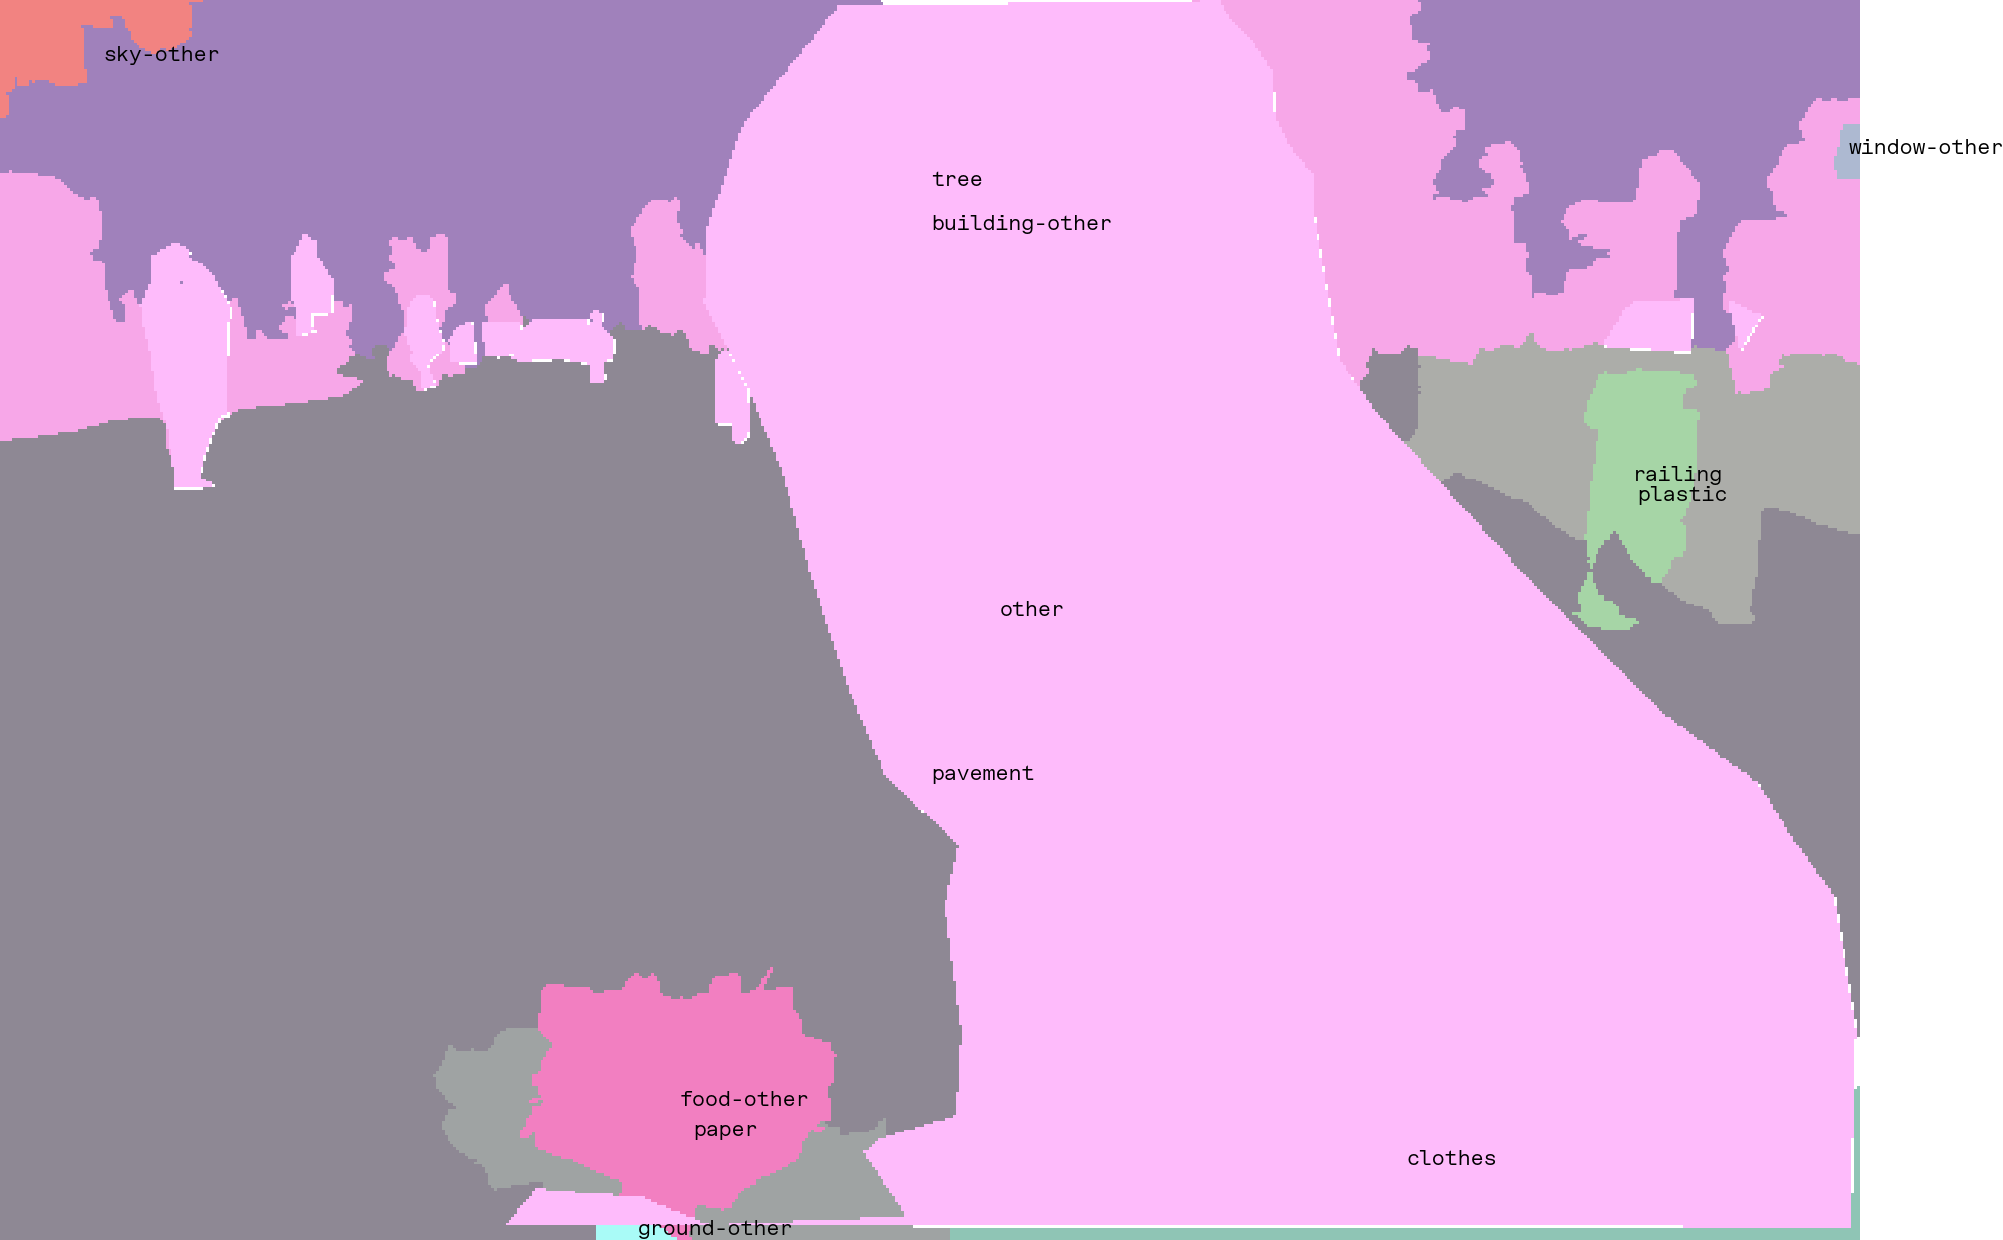 sky-other
window-other
tree
building-other
railing
plastic
other
pavement
food-other
paper
clothes
ground-other